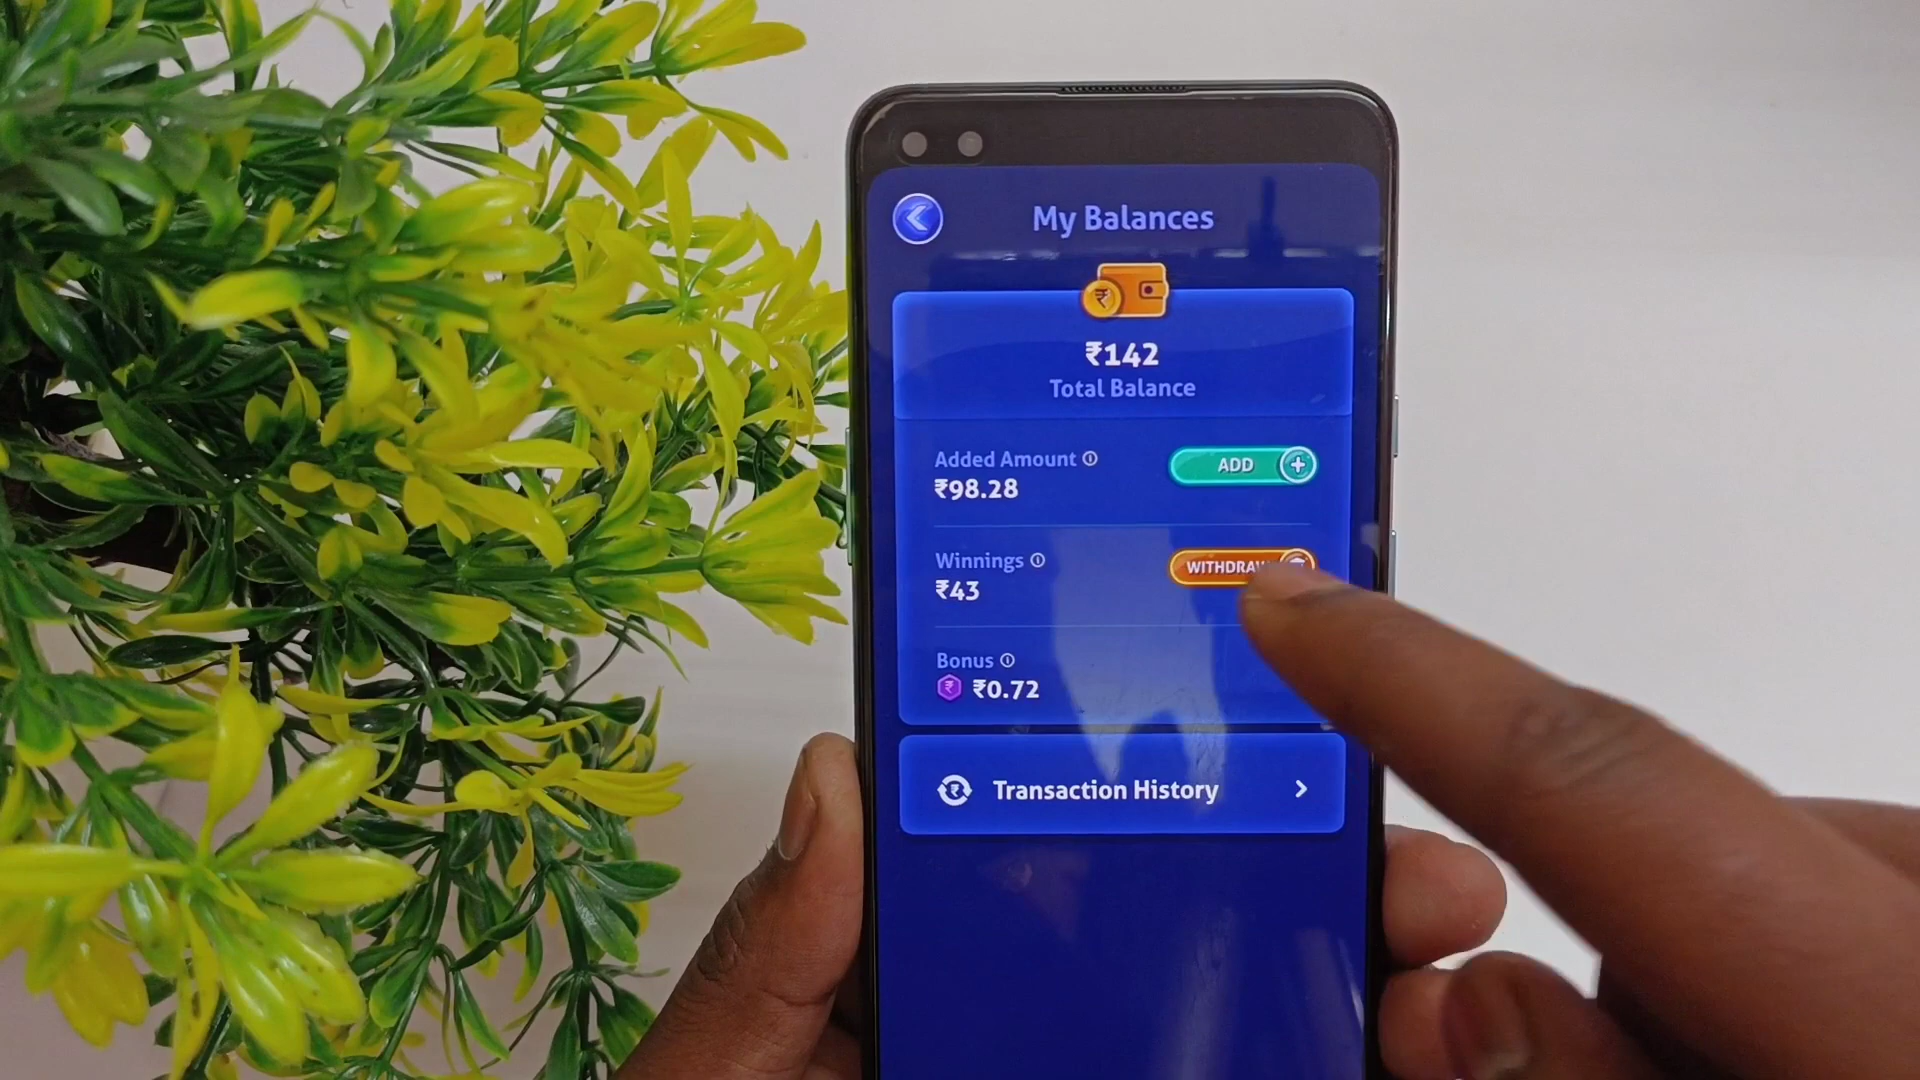 My Balances
₹142
Total Balance
Added Amount
ADD
₹98.28
Winnings
WITHDRAW
₹43
Bonus
₹0.72
Transaction History